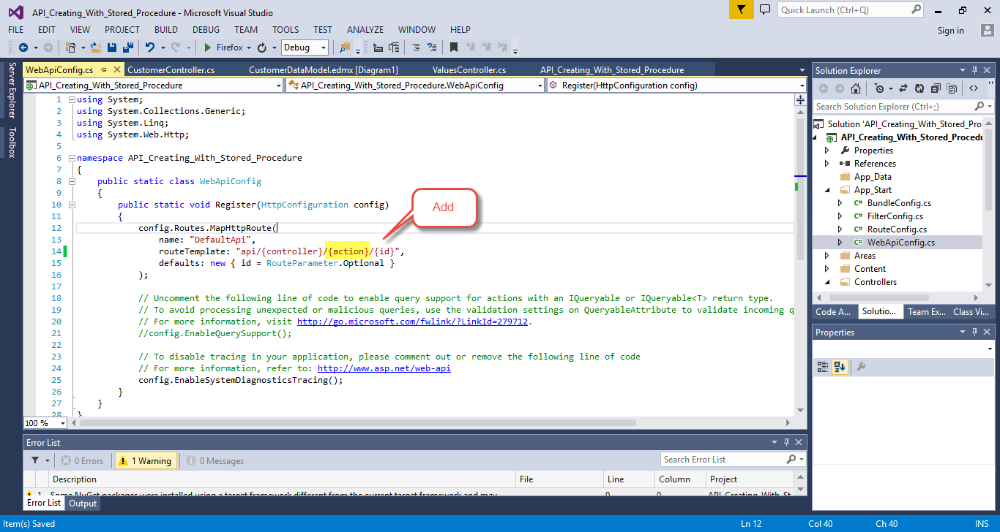 API_Creating_With_Stored_Procedure - Microsoft Visual Studio
Quick Launch (Ctrl+Q)
FILE EDIT VIEW PROJECT BUILD DEBUG TEAM TOOLS TEST ANALYZE WINDOW HELP
Sign in
Firefox
Debug
Server Explorer
Toolbox
WebApiConfig.cs CustomerController.cs CustomerDataModel.edmx [Diagram1] ValuesController.cs API_Creating_With_Stored_Procedure
API_Creating_With_Stored_Procedure API_Creating_With_Stored_Procedure.WebApiConfig Register(HttpConfiguration config)
1 using System;
2 using System.Collections.Generic;
3 using System.Linq;
4 using System.Web.Http;
5
6 namespace API_Creating_With_Stored_Procedure
7 {
8 public static class WebApiConfig
9 {
10 public static void Register(HttpConfiguration config)
11 {
12 config.Routes.MapHttpRoute(
13 name: "DefaultApi",
14 routeTemplate: "api/{controller}/{action}/{id}",
15 defaults: new { id = RouteParameter.Optional }
16 );
17
18 // Uncomment the following line of code to enable query support for actions with an IQueryable or IQueryable<T> return type.
19 // To avoid processing unexpected or malicious queries, use the validation settings on QueryableAttribute to validate incoming q
20 // For more information, visit http://go.microsoft.com/fwlink/?LinkId=279712.
21 //config.EnableQuerySupport();
22
23 // To disable tracing in your application, please comment out or remove the following line of code
24 // For more information, refer to: http://www.asp.net/web-api
25 config.EnableSystemDiagnosticsTracing();
26 }
27 }
28 }
Add
100 %
Solution Explorer
Search Solution Explorer (Ctrl+;)
Solution 'API_Creating_With_Stored_Pro
API_Creating_With_Stored_Procedu
Properties
References
App_Data
App_Start
C# BundleConfig.cs
C# FilterConfig.cs
C# RouteConfig.cs
C# WebApiConfig.cs
Areas
Content
Controllers
Code A... Solutio... Team Ex... Class Vi...
Properties
Error List
0 Errors 1 Warning 0 Messages
Search Error List
Description File Line Column Project
1 Some NuGet packages were installed using a target framework different from the current target framework and may 0 0 API_Creating_With_St
Error List Output
Item(s) Saved
Ln 12 Col 40 Ch 40 INS